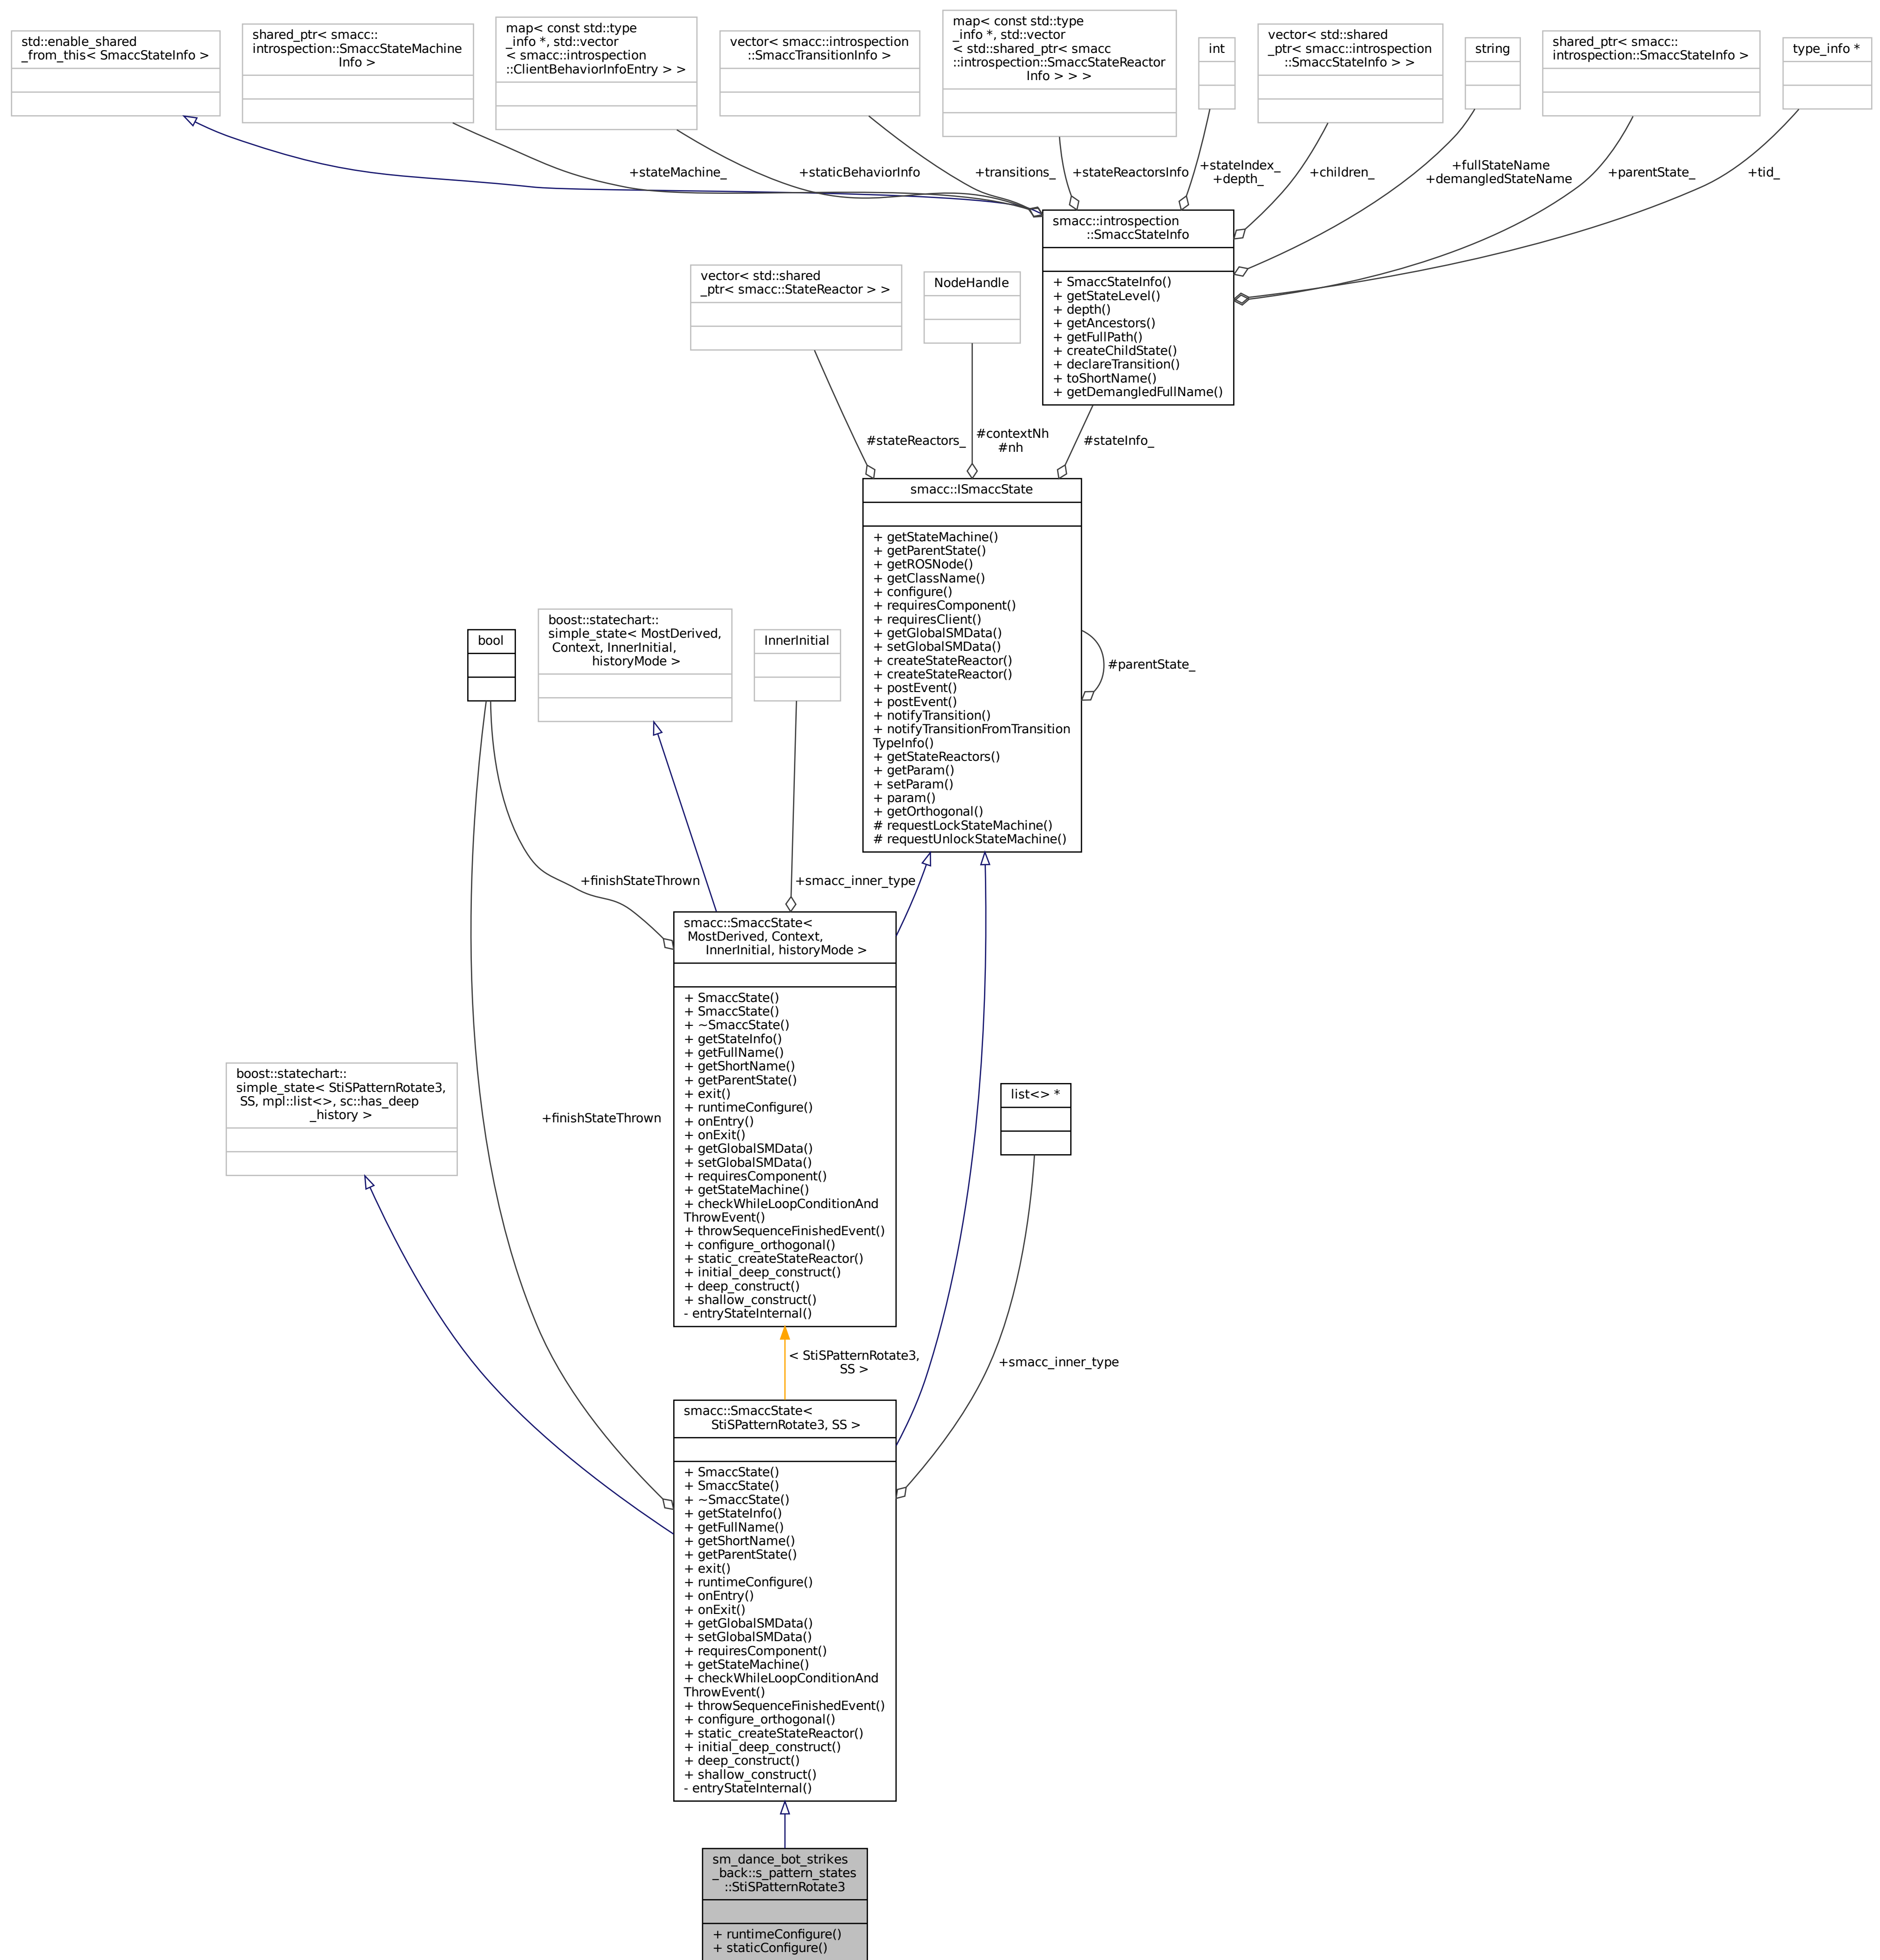 std::enable_shared
_from_this< SmaccStateInfo >
shared_ptr< smacc::
introspection::SmaccStateMachine
Info >
map< const std::type
_info *, std::vector
< smacc::introspection
::ClientBehaviorInfoEntry > >
vector< smacc::introspection
::SmaccTransitionInfo >
map< const std::type
_info *, std::vector
< std::shared_ptr< smacc
::introspection::SmaccStateReactor
Info > > >
int
vector< std::shared
_ptr< smacc::introspection
::SmaccStateInfo > >
string
shared_ptr< smacc::
introspection::SmaccStateInfo >
type_info *
+stateMachine_
+staticBehaviorInfo
+transitions_
+stateReactorsInfo
+stateIndex_
+depth_
+children_
+fullStateName
+demangledStateName
+parentState_
+tid_
smacc::introspection
::SmaccStateInfo
+ SmaccStateInfo()
+ getStateLevel()
+ depth()
+ getAncestors()
+ getFullPath()
+ createChildState()
+ declareTransition()
+ toShortName()
+ getDemangledFullName()
vector< std::shared
_ptr< smacc::StateReactor > >
NodeHandle
#stateReactors_
#contextNh
#nh
#stateInfo_
smacc::ISmaccState
+ getStateMachine()
+ getParentState()
+ getROSNode()
+ getClassName()
+ configure()
+ requiresComponent()
+ requiresClient()
+ getGlobalSMData()
+ setGlobalSMData()
+ createStateReactor()
+ createStateReactor()
+ postEvent()
+ postEvent()
+ notifyTransition()
+ notifyTransitionFromTransition
TypeInfo()
+ getStateReactors()
+ getParam()
+ setParam()
+ param()
+ getOrthogonal()
# requestLockStateMachine()
# requestUnlockStateMachine()
#parentState_
bool
boost::statechart::
simple_state< MostDerived,
Context, InnerInitial,
historyMode >
InnerInitial
+finishStateThrown
+smacc_inner_type
smacc::SmaccState<
MostDerived, Context,
InnerInitial, historyMode >
+ SmaccState()
+ SmaccState()
+ ~SmaccState()
+ getStateInfo()
+ getFullName()
+ getShortName()
+ getParentState()
+ exit()
+ runtimeConfigure()
+ onEntry()
+ onExit()
+ getGlobalSMData()
+ setGlobalSMData()
+ requiresComponent()
+ getStateMachine()
+ checkWhileLoopConditionAnd
ThrowEvent()
+ throwSequenceFinishedEvent()
+ configure_orthogonal()
+ static_createStateReactor()
+ initial_deep_construct()
+ deep_construct()
+ shallow_construct()
- entryStateInternal()
boost::statechart::
simple_state< StiSPatternRotate3,
SS, mpl::list<>, sc::has_deep
_history >
+finishStateThrown
list<> *
< StiSPatternRotate3,
SS >
+smacc_inner_type
smacc::SmaccState<
StiSPatternRotate3, SS >
+ SmaccState()
+ SmaccState()
+ ~SmaccState()
+ getStateInfo()
+ getFullName()
+ getShortName()
+ getParentState()
+ exit()
+ runtimeConfigure()
+ onEntry()
+ onExit()
+ getGlobalSMData()
+ setGlobalSMData()
+ requiresComponent()
+ getStateMachine()
+ checkWhileLoopConditionAnd
ThrowEvent()
+ throwSequenceFinishedEvent()
+ configure_orthogonal()
+ static_createStateReactor()
+ initial_deep_construct()
+ deep_construct()
+ shallow_construct()
- entryStateInternal()
sm_dance_bot_strikes
_back::s_pattern_states
::StiSPatternRotate3
+ runtimeConfigure()
+ staticConfigure()